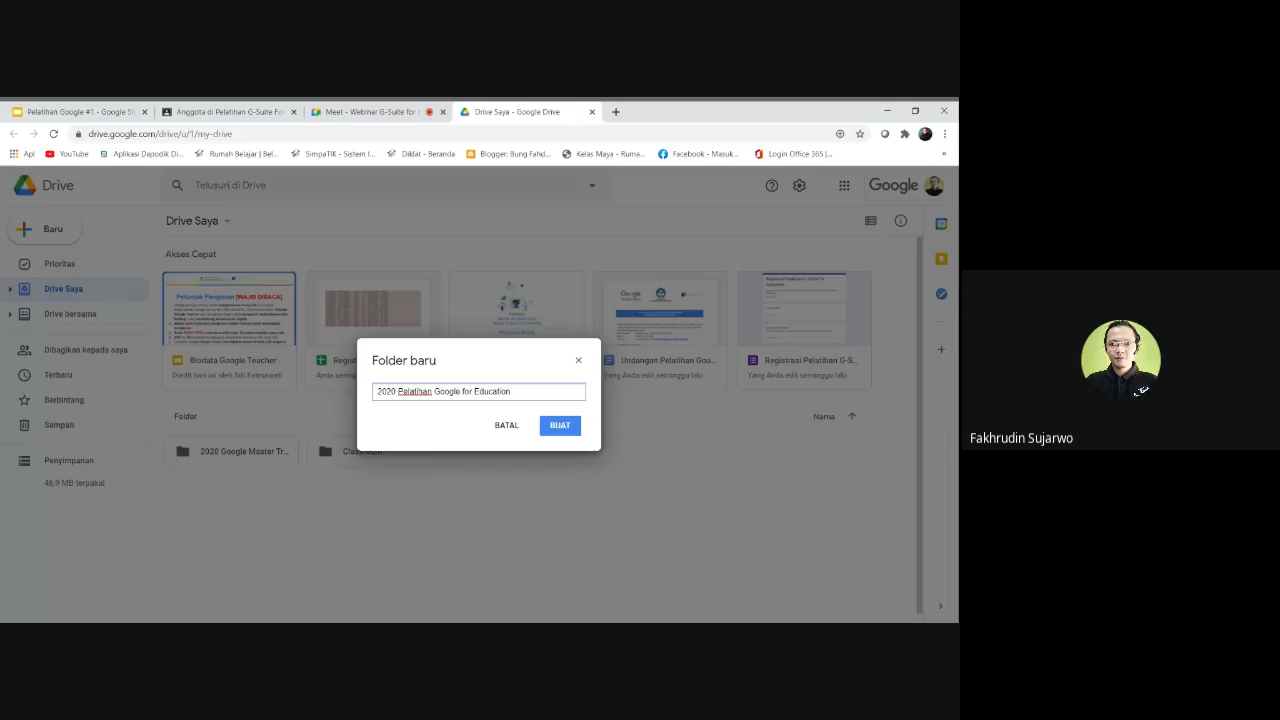 Pelatihan Google #1 - Google Sl
Anggota di Pelatihan G-Suite For
Meet - Webinar G-Suite for
Drive Saya - Google Drive
drive.google.com/drive/u/1/my-drive
Apl
YouTube
Aplikasi Dapodik Di...
Rumah Belajar | Bel...
SimpaTIK - Sistem I...
Diklat - Beranda
Blogger: Bung Fahd...
Kelas Maya - Ruma...
Facebook - Masuk...
Login Office 365 |...
Drive
Telusuri di Drive
Google
Baru
Drive Saya
Akses Cepat
Prioritas
Drive Saya
Drive bersama
Dibagikan kepada saya
Terbaru
Berbintang
Sampah
Penyimpanan
46,9 MB terpakai
Petunjuk Pengisian [WAJIB DIBACA]
Biodata Google Teacher
Diedit hari ini oleh Siti Fatmawati
Regist
Anda sering
Undangan Pelatihan Goo...
Yang Anda edit seminggu lalu
Registrasi Pelatihan G-S...
Yang Anda edit seminggu lalu
Folder baru
2020 Pelatihan Google for Education
BATAL
BUAT
Folder
Nama
2020 Google Master Tr...
Classroom
Fakhrudin Sujarwo